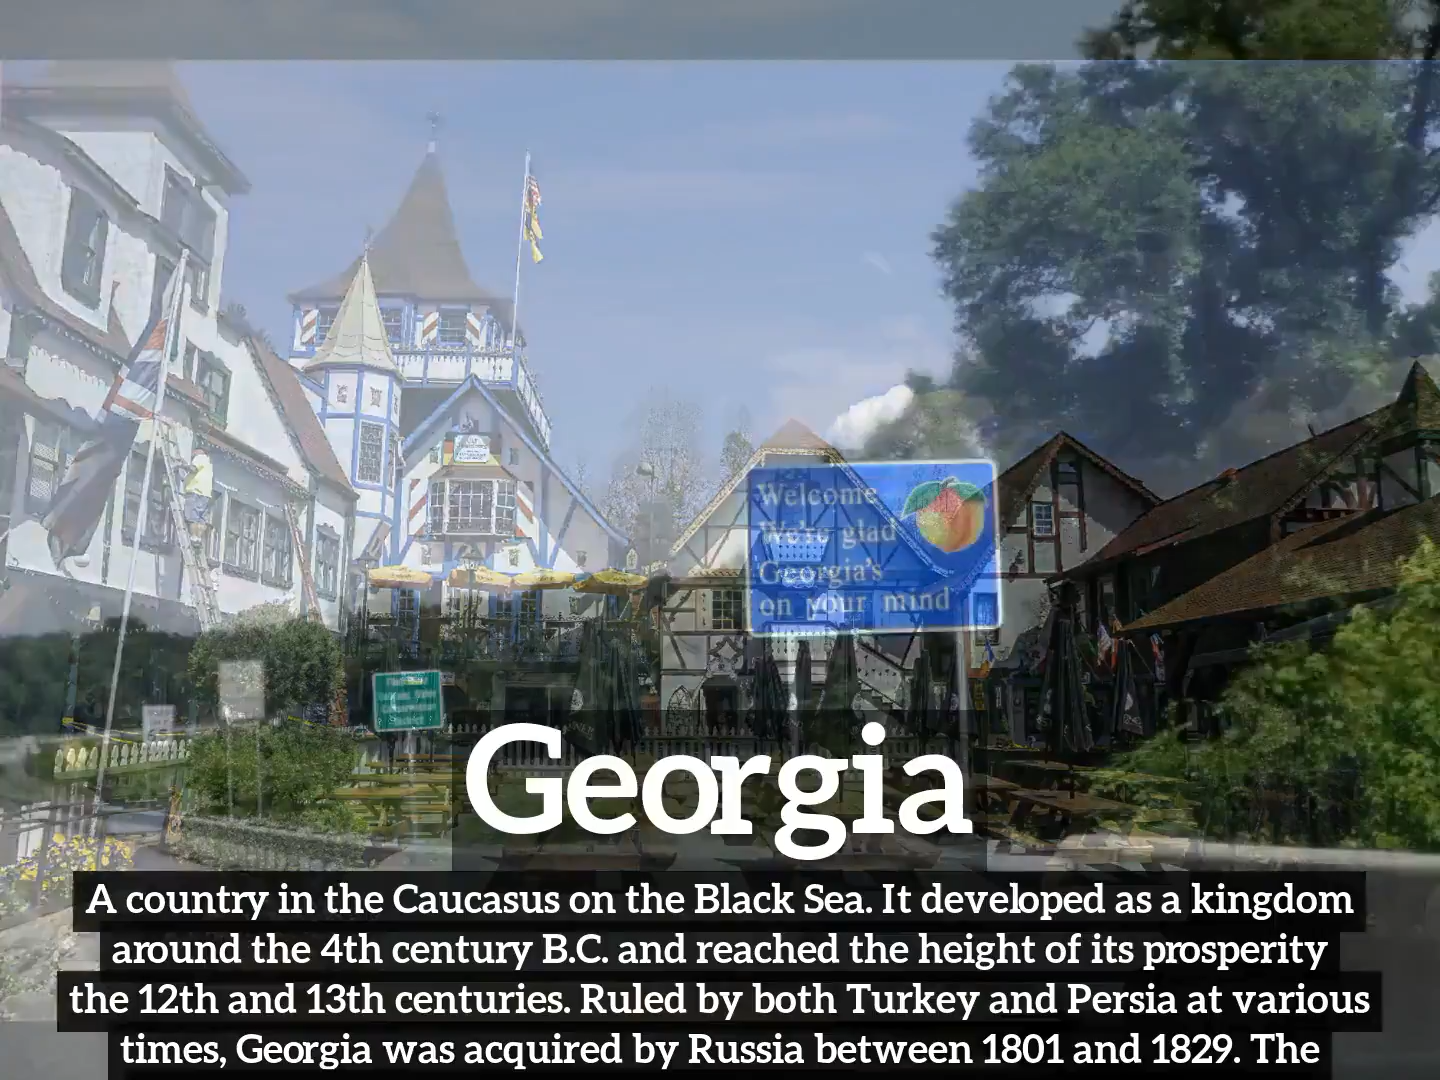 Welcome
We're glad
Georgia's
on your mind
Georgia
A country in the Caucasus on the Black Sea. It developed as a kingdom
around the 4th century B.C. and reached the height of its prosperity
the 12th and 13th centuries. Ruled by both Turkey and Persia at various
times, Georgia was acquired by Russia between 1801 and 1829. The